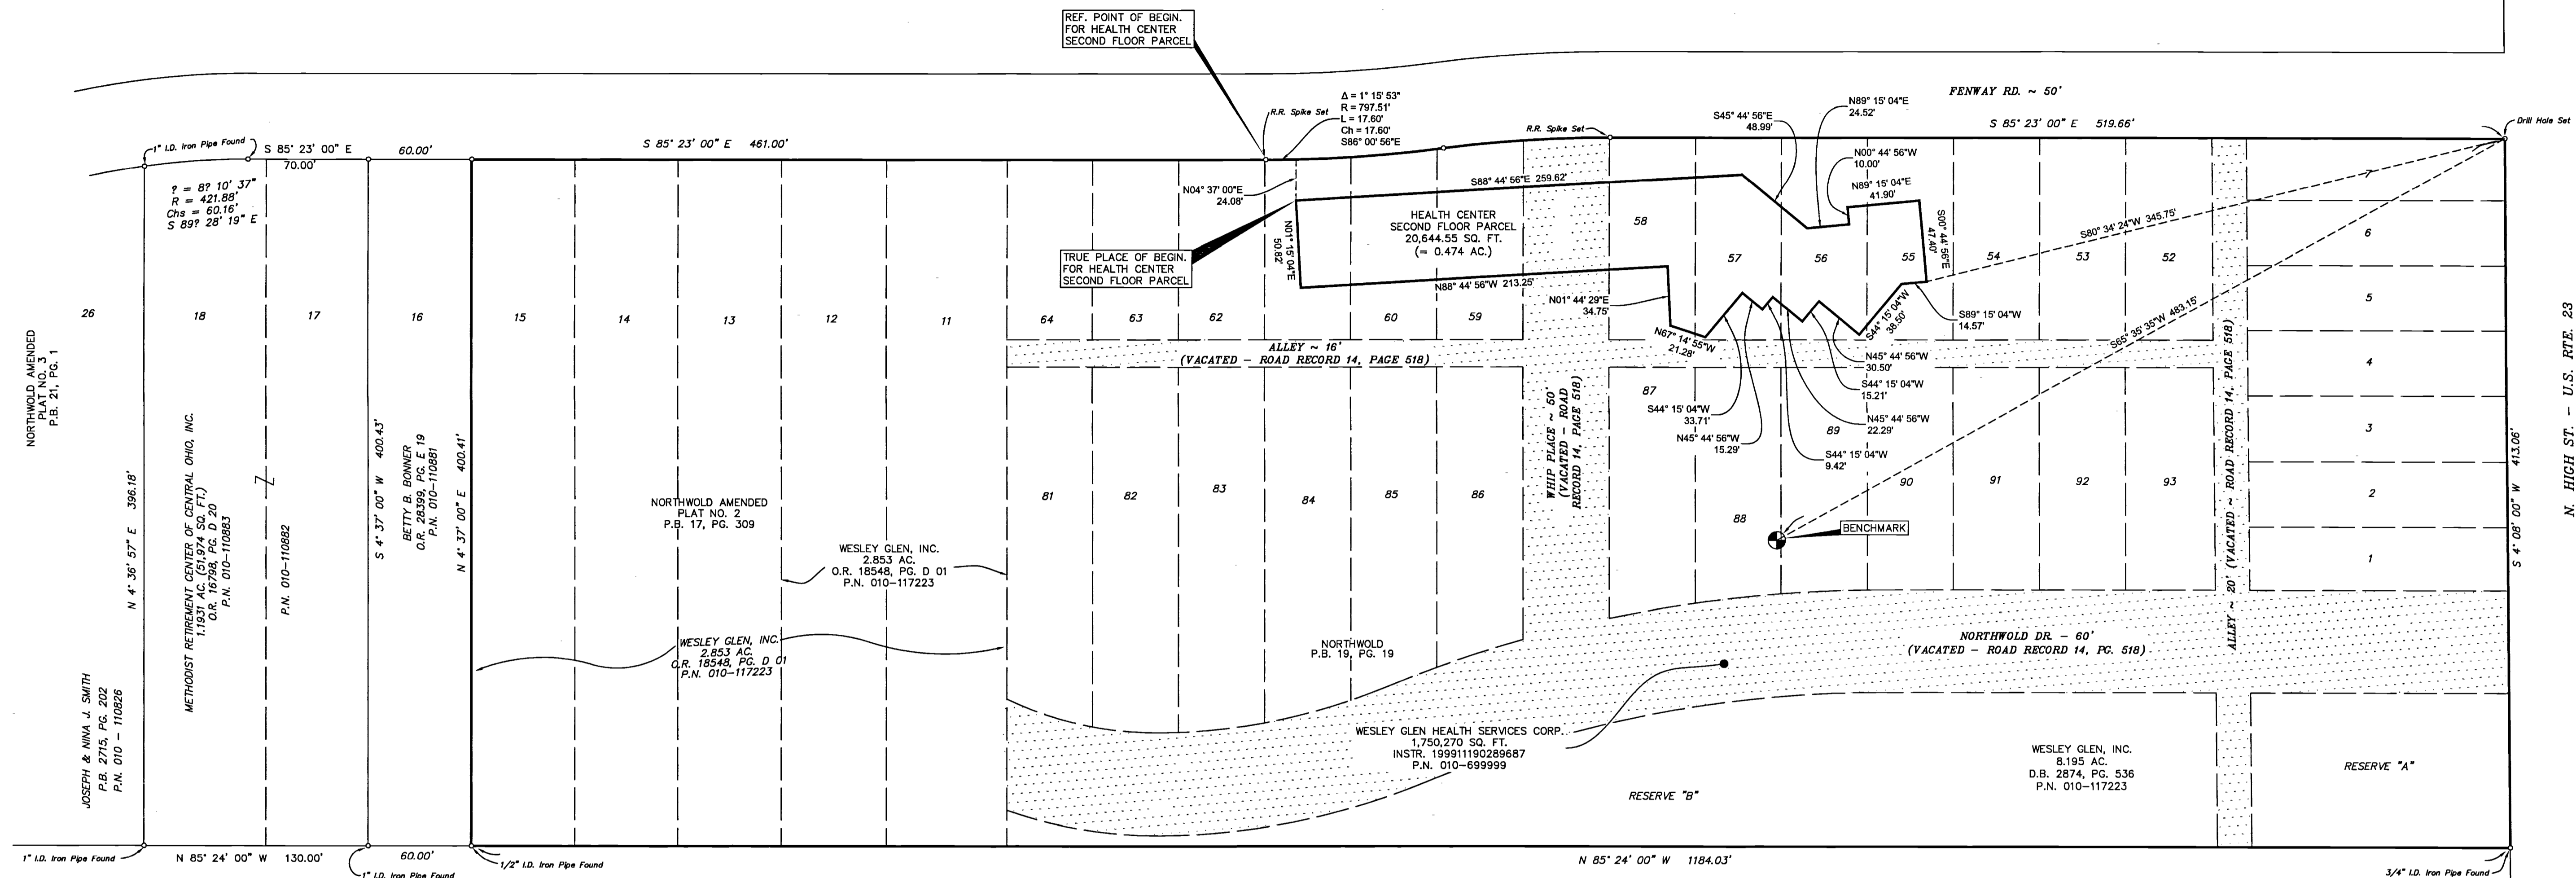 REF. POINT OF BEGIN.
FOR HEALTH CENTER
SECOND FLOOR PARCEL
Δ = 1° 15' 53"
R = 797.51'
L = 17.60'
Ch = 17.60'
S86° 00' 56"E
R.R. Spike Set
R.R. Spike Set
FENWAY RD. ~ 50'
S 85° 23' 00" E 519.66'
Drill Hole Set
S45° 44' 56"E
48.99'
N89° 15' 04"E
24.52'
N00° 44' 56"W
10.00'
N89° 15' 04"E
41.90'
1" I.D. Iron Pipe Found
S 85° 23' 00" E
70.00'
60.00'
S 85° 23' 00" E 461.00'
? = 8? 10' 37"
R = 421.88'
Chs = 60.16'
S 89? 28' 19" E
N04° 37' 00"E
24.08'
S88° 44' 56"E 259.62'
HEALTH CENTER
SECOND FLOOR PARCEL
20,644.55 SQ. FT.
(= 0.474 AC.)
N01° 15' 04"E
50.82'
TRUE PLACE OF BEGIN.
FOR HEALTH CENTER
SECOND FLOOR PARCEL
N88° 44' 56"W 213.25'
S00° 44' 56"E
47.40'
S80° 34' 24"W 345.75'
S65° 35' 35"W 483.15'
N01° 44' 29"E
34.75'
N67° 14' 55"W
21.28'
S44° 15' 04"W
38.50'
S89° 15' 04"W
14.57'
N45° 44' 56"W
30.50'
S44° 15' 04"W
15.21'
N45° 44' 56"W
22.29'
S44° 15' 04"W
9.42'
S44° 15' 04"W
33.71'
N45° 44' 56"W
15.29'
58
57
56
55
54
53
52
7
6
5
4
3
2
1
26
18
17
16
15
14
13
12
11
64
63
62
60
59
ALLEY ~ 16'
(VACATED – ROAD RECORD 14, PAGE 518)
NORTHWOLD AMENDED
PLAT NO. 3
P.B. 21, PG. 1
METHODIST RETIREMENT CENTER OF CENTRAL OHIO, INC.
1.1931 AC. (51,974 SQ. FT.)
O.R. 16798, PG. D 20
P.N. 010-110883
P.N. 010-110882
N 4° 36' 57" E 396.18'
S 4° 37' 00" W 400.43'
BETTY B. BONNER
O.R. 28399, PG. E 19
P.N. 010-110881
N 4° 37' 00" E 400.41'
JOSEPH & NINA J. SMITH
P.B. 2715, PG. 202
P.N. 010 - 110826
NORTHWOLD AMENDED
PLAT NO. 2
P.B. 17, PG. 309
WESLEY GLEN, INC.
2.853 AC.
O.R. 18548, PG. D 01
P.N. 010-117223
WESLEY GLEN, INC.
2.853 AC.
O.R. 18548, PG. D 01
P.N. 010-117223
81
82
83
84
85
86
87
88
89
90
91
92
93
WHIP PLACE ~ 50'
(VACATED – ROAD
RECORD 14, PAGE 518)
BENCHMARK
ALLEY ~ 20' (VACATED ~ ROAD RECORD 14, PAGE 518)
S 4° 08' 00" W 413.06'
N. HIGH ST. – U.S. RTE. 23
NORTHWOLD
P.B. 19, PG. 19
NORTHWOLD DR. – 60'
(VACATED – ROAD RECORD 14, PG. 518)
WESLEY GLEN HEALTH SERVICES CORP.
1,750,270 SQ. FT.
INSTR. 199911190289687
P.N. 010-699999
WESLEY GLEN, INC.
8.195 AC.
D.B. 2874, PG. 536
P.N. 010-117223
RESERVE "A"
RESERVE "B"
1" I.D. Iron Pipe Found
N 85° 24' 00" W 130.00'
60.00'
1" I.D. Iron Pipe Found
1/2" I.D. Iron Pipe Found
N 85° 24' 00" W 1184.03'
3/4" I.D. Iron Pipe Found